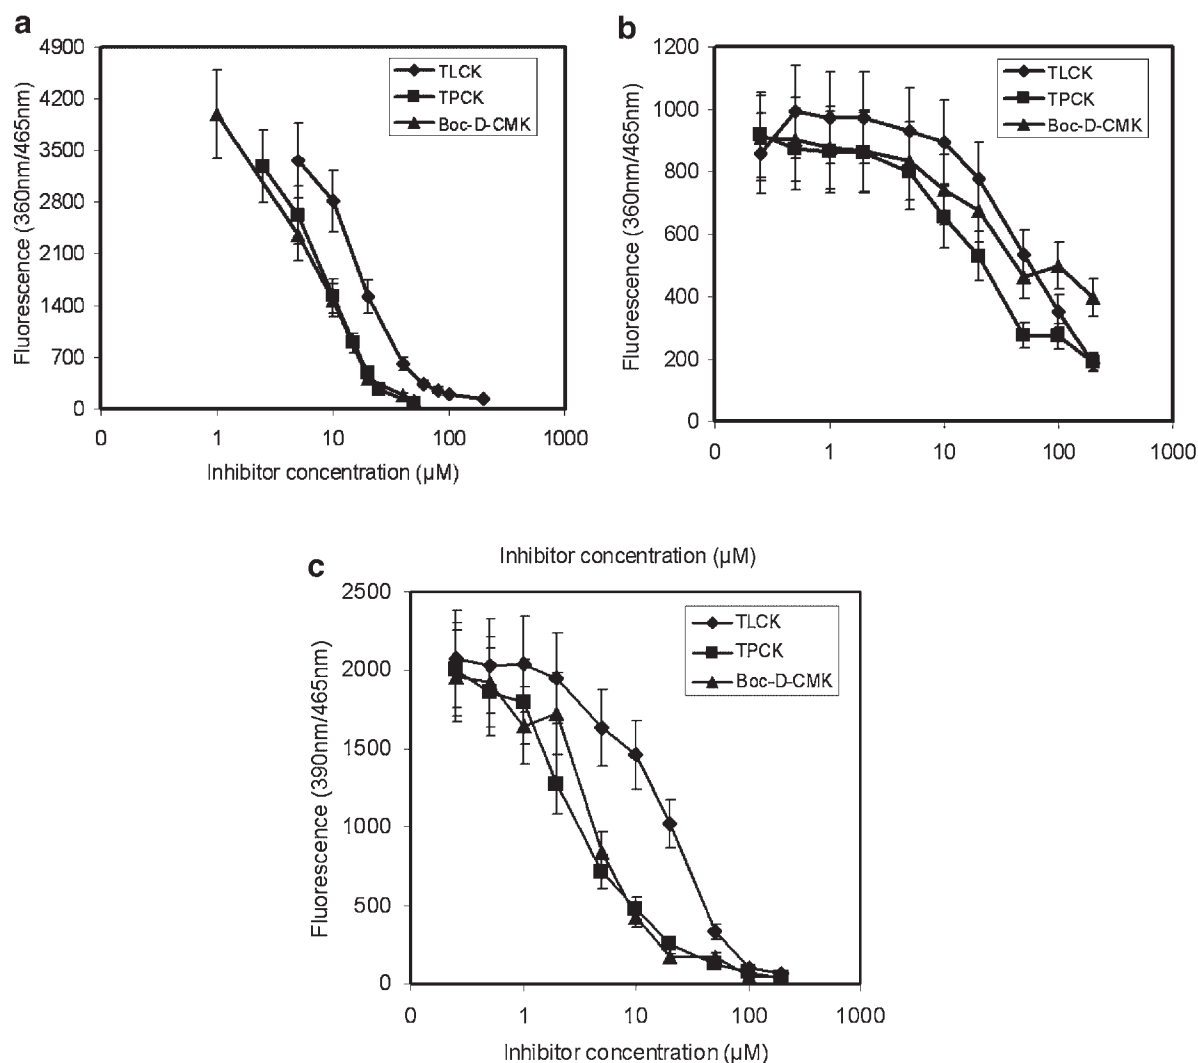 a
4900
4200
3500
2800
2100
1400
700
0
Fluorescence (360nm/465nm)
TLCK
TPCK
Boc-D-CMK
0 1 10 100 1000
Inhibitor concentration (µM)
b
1200
1000
800
600
400
200
0
Fluorescence (360nm/465nm)
TLCK
TPCK
Boc-D-CMK
0 1 10 100 1000
Inhibitor concentration (µM)
c
2500
2000
1500
1000
500
0
Fluorescence (390nm/465nm)
TLCK
TPCK
Boc-D-CMK
0 1 10 100 1000
Inhibitor concentration (µM)